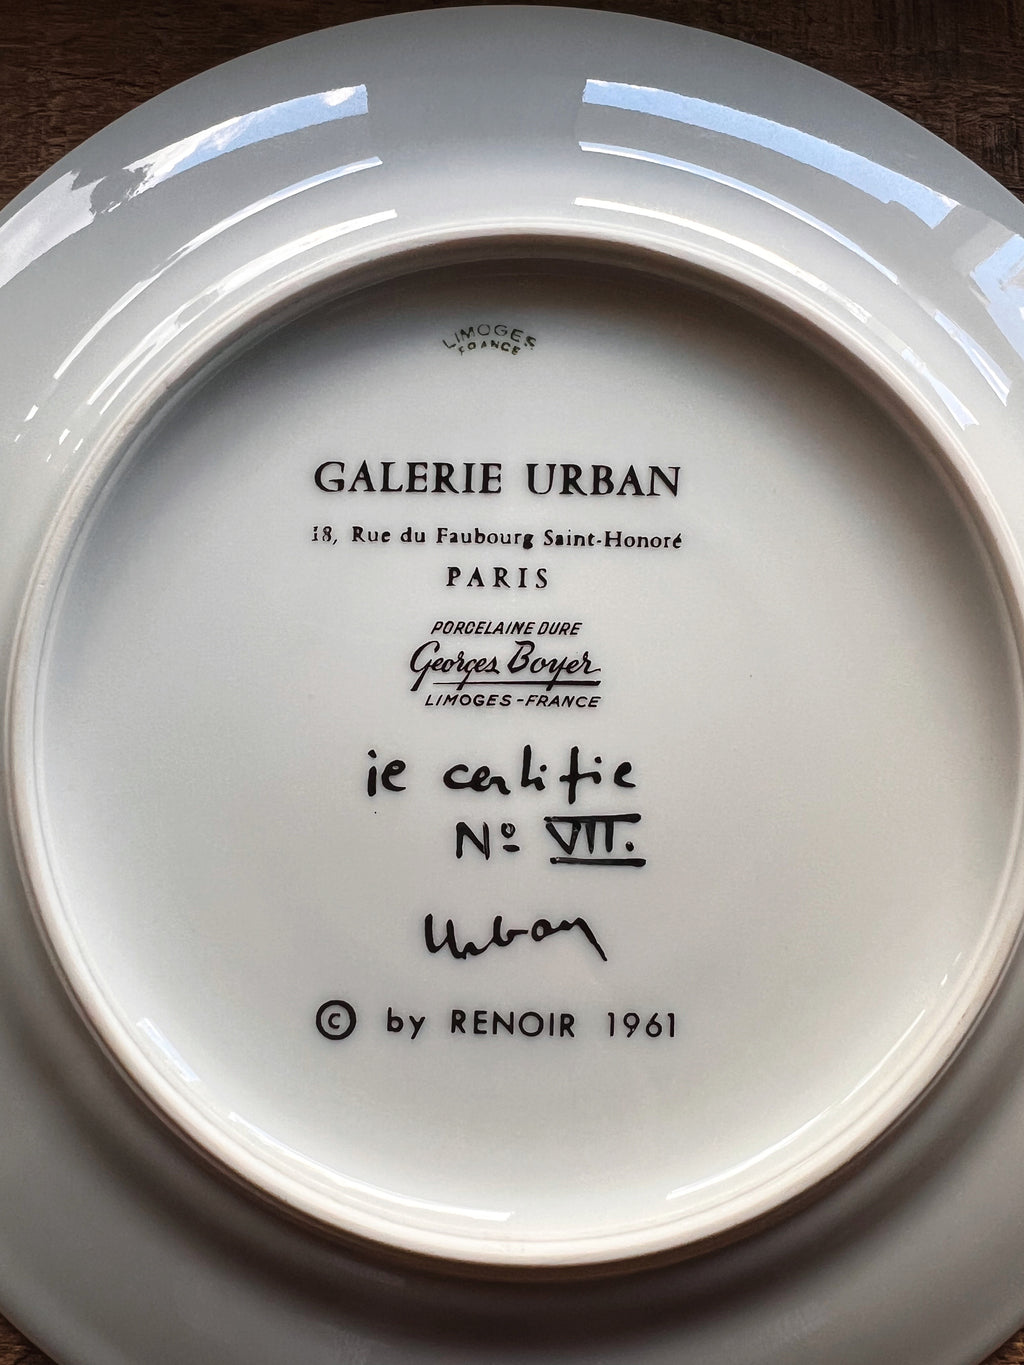 LIMOGES
FRANCE
GALERIE URBAN
18, Rue du Faubourg Saint-Honoré
PARIS
PORCELAINE DURE
Georges Boyer
LIMOGES-FRANCE
je certifie
Nº VII.
Urban
© by RENOIR 1961